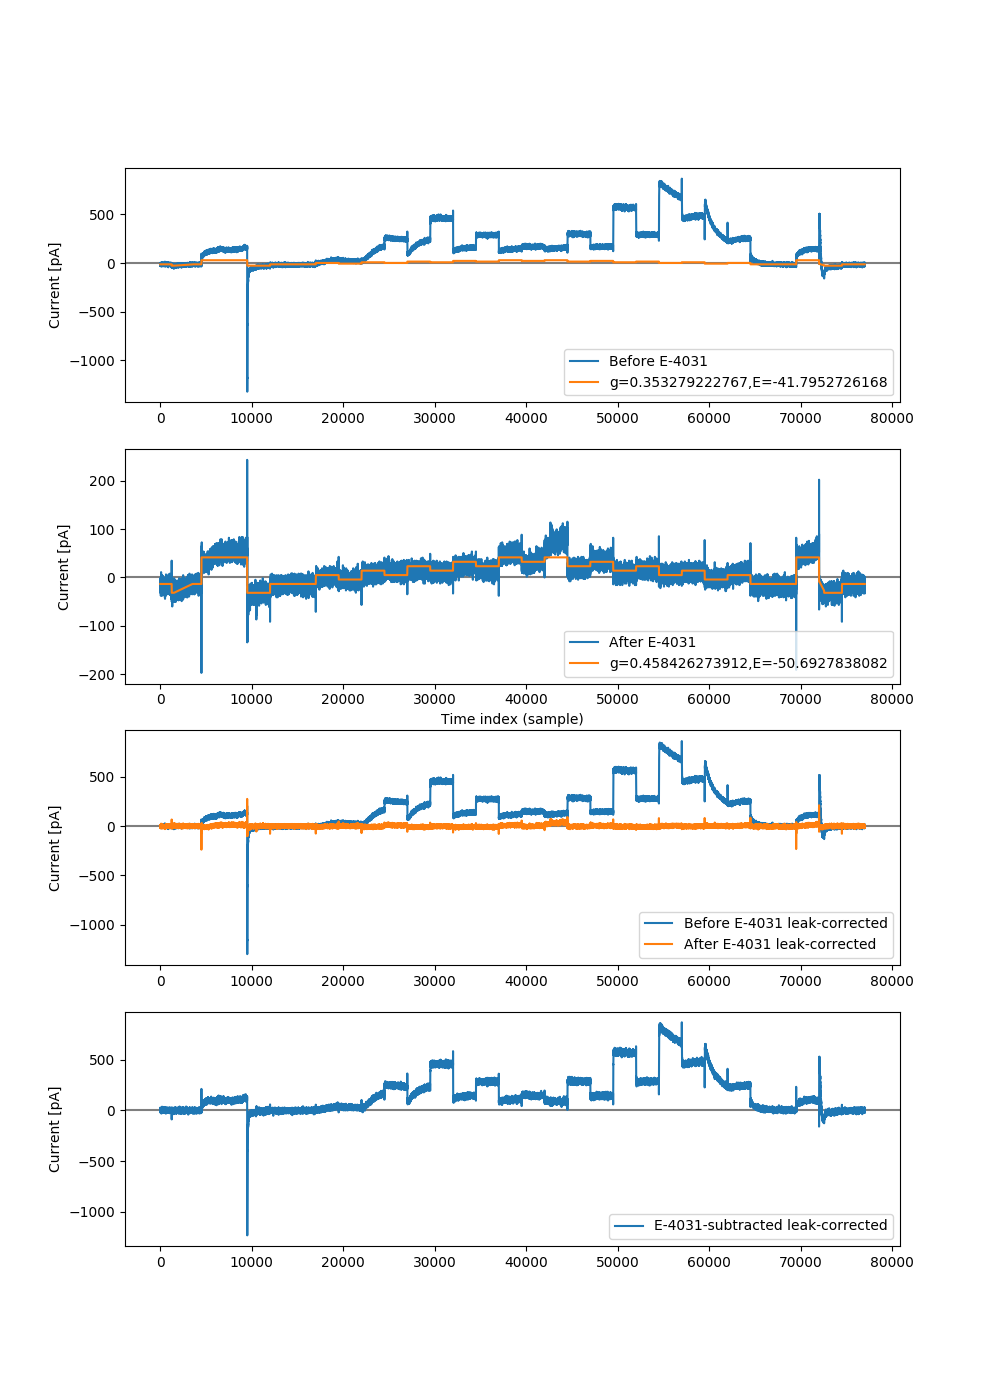 500
0
−500
−1000
Current [pA]
Before E-4031
g=0.353279222767,E=-41.7952726168
0 10000 20000 30000 40000 50000 60000 70000 80000
200
100
0
−100
−200
Current [pA]
After E-4031
g=0.458426273912,E=-50.6927838082
0 10000 20000 30000 40000 50000 60000 70000 80000
Time index (sample)
500
0
−500
−1000
Current [pA]
Before E-4031 leak-corrected
After E-4031 leak-corrected
0 10000 20000 30000 40000 50000 60000 70000 80000
500
0
−500
−1000
Current [pA]
E-4031-subtracted leak-corrected
0 10000 20000 30000 40000 50000 60000 70000 80000